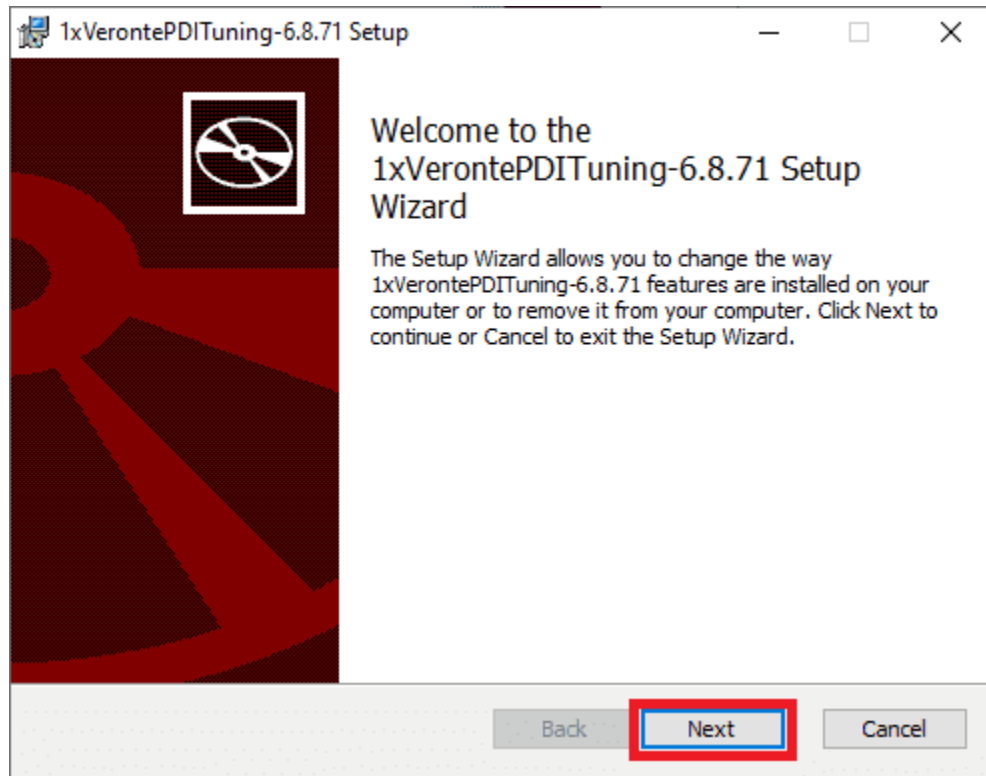 1xVerontePDITuning-6.8.71 Setup
Welcome to the
1xVerontePDITuning-6.8.71 Setup
Wizard
The Setup Wizard allows you to change the way
1xVerontePDITuning-6.8.71 features are installed on your
computer or to remove it from your computer. Click Next to
continue or Cancel to exit the Setup Wizard.
Back Next Cancel